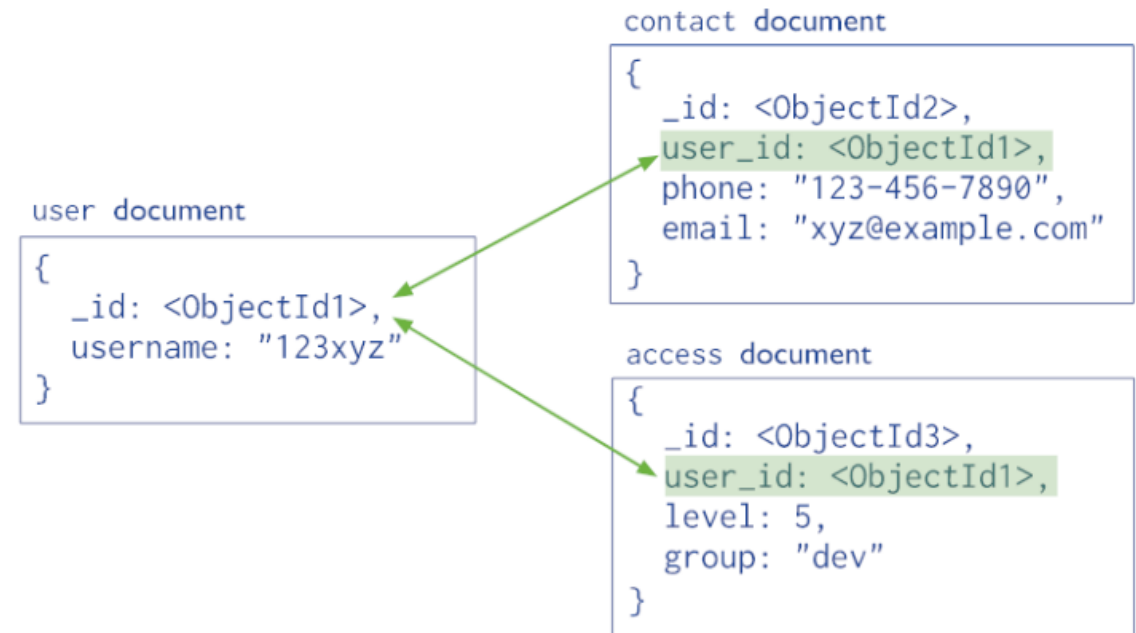 user document
{
_id: <ObjectId1>,
username: "123xyz"
}
contact document
{
_id: <ObjectId2>,
user_id: <ObjectId1>,
phone: "123-456-7890",
email: "xyz@example.com"
}
access document
{
_id: <ObjectId3>,
user_id: <ObjectId1>,
level: 5,
group: "dev"
}